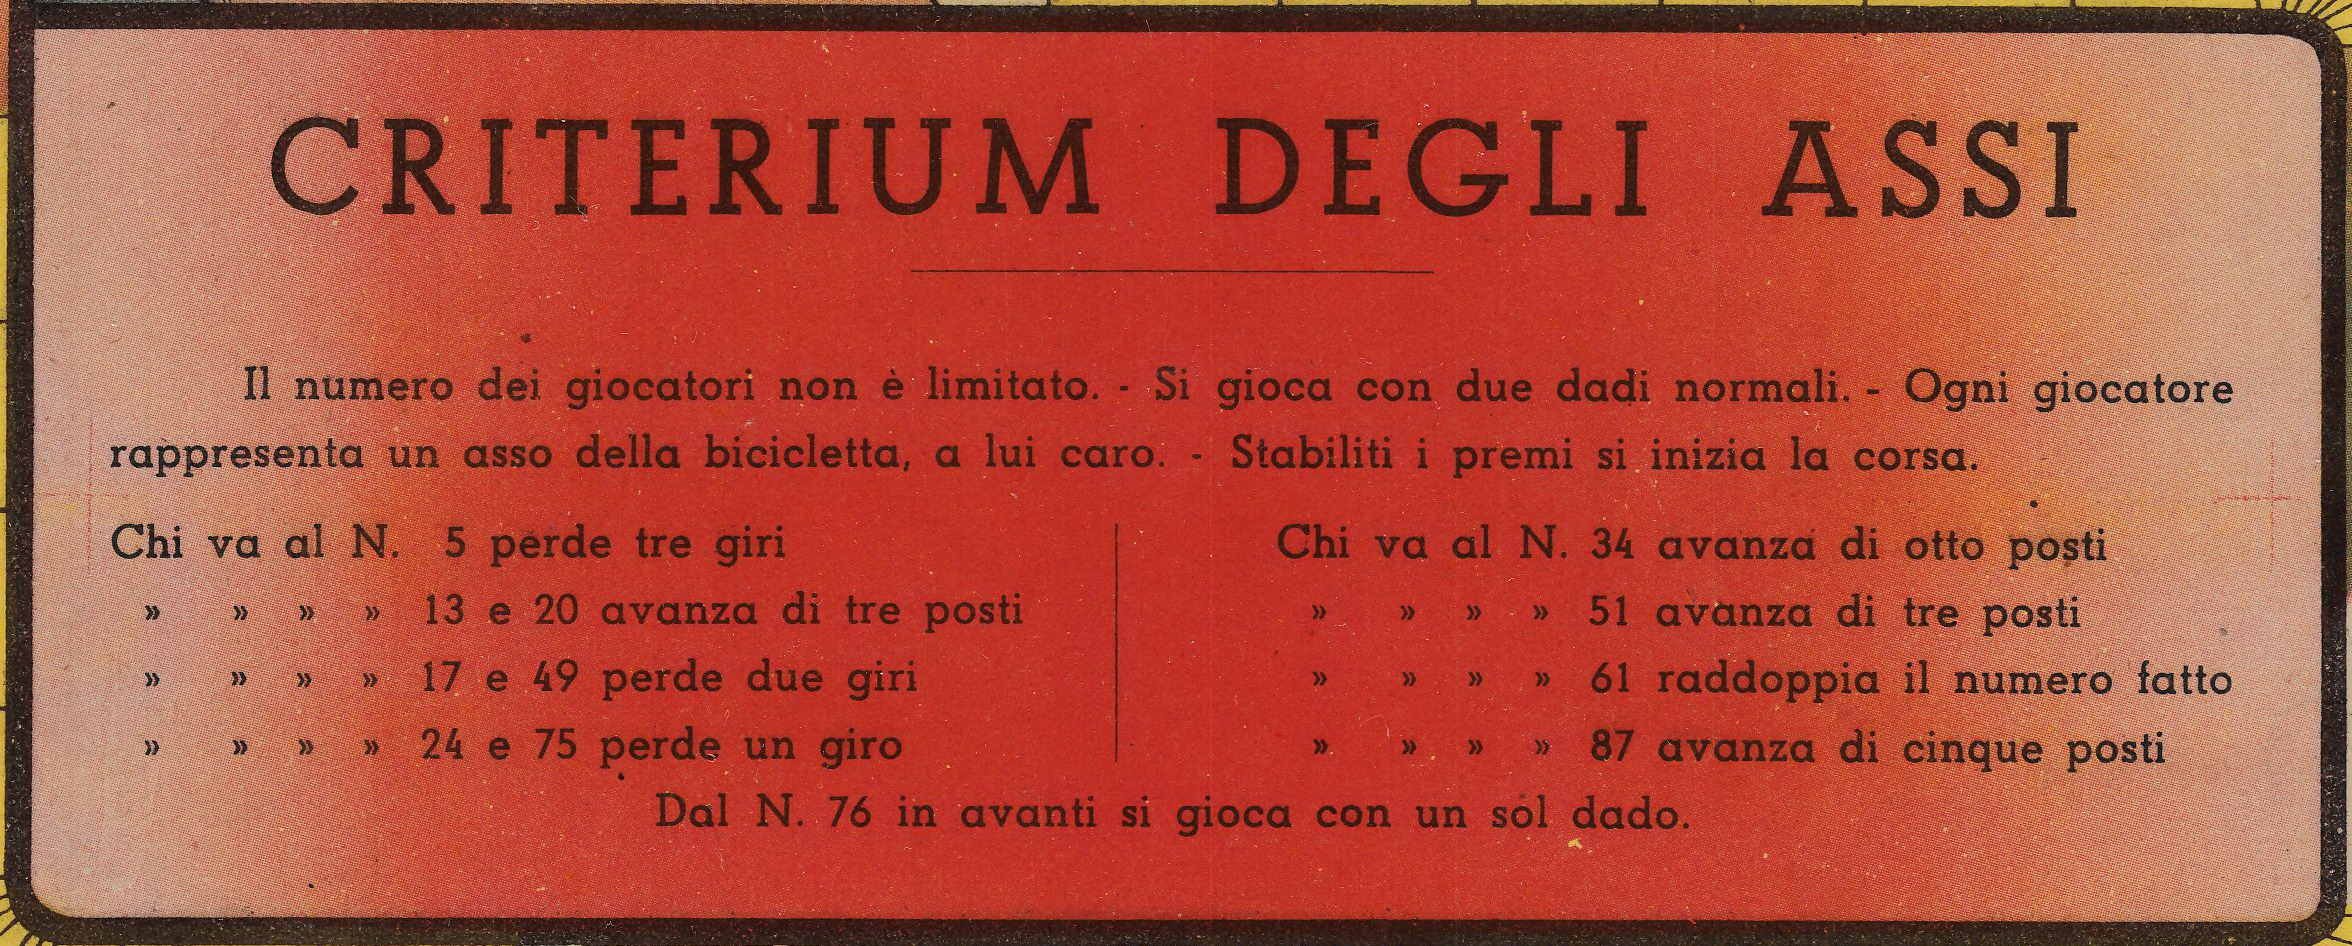 CRITERIUM DEGLI ASSI
Il numero dei giocatori non è limitato. - Si gioca con due dadi normali. - Ogni giocatore
rappresenta un asso della bicicletta, a lui caro. - Stabiliti i premi si inizia la corsa.
Chi va al N. 5 perde tre giri
» » » » 13 e 20 avanza di tre posti
» » » » 17 e 49 perde due giri
» » » » 24 e 75 perde un giro
Chi va al N. 34 avanza di otto posti
» » » » 51 avanza di tre posti
» » » » 61 raddoppia il numero fatto
» » » » 87 avanza di cinque posti
Dal N. 76 in avanti si gioca con un sol dado.